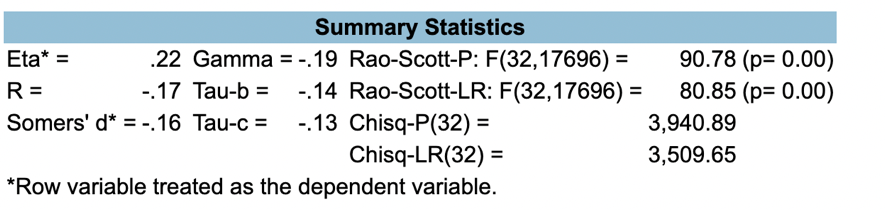 Summary Statistics
Eta* = .22 Gamma = -.19 Rao-Scott-P: F(32,17696) = 90.78 (p= 0.00)
R = -.17 Tau-b = -.14 Rao-Scott-LR: F(32,17696) = 80.85 (p= 0.00)
Somers' d* = -.16 Tau-c = -.13 Chisq-P(32) = 3,940.89
Chisq-LR(32) = 3,509.65
*Row variable treated as the dependent variable.